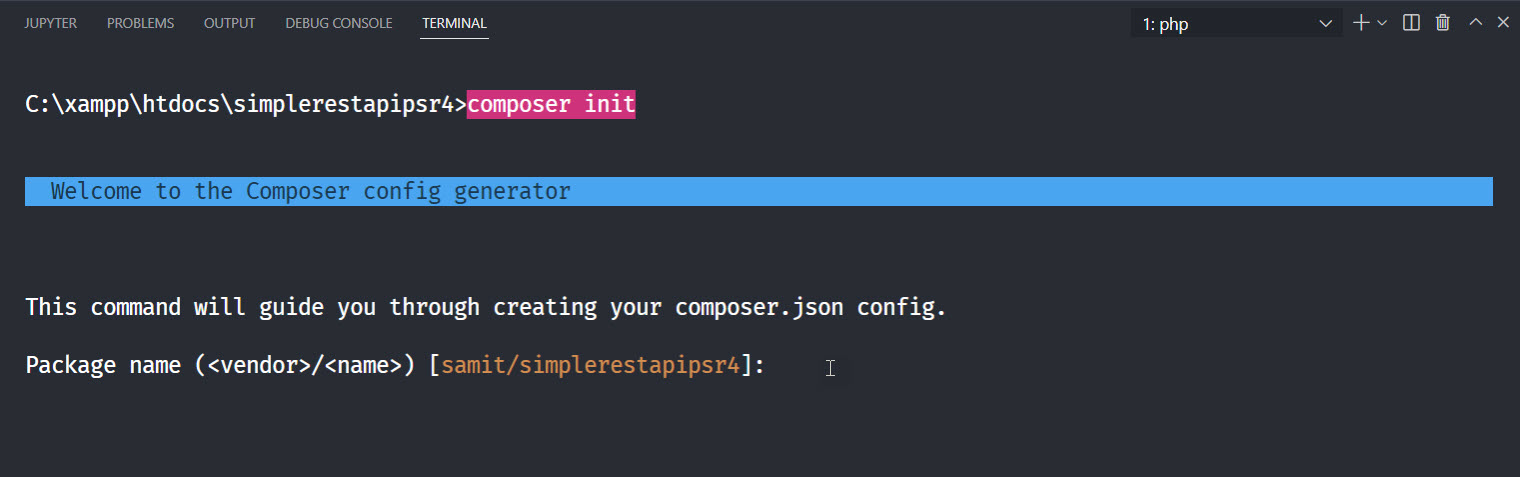 JUPYTER PROBLEMS OUTPUT DEBUG CONSOLE TERMINAL 1: php
C:\xampp\htdocs\simplerestapipsr4>composer init
Welcome to the Composer config generator
This command will guide you through creating your composer.json config.
Package name (<vendor>/<name>) [samit/simplerestapipsr4]: